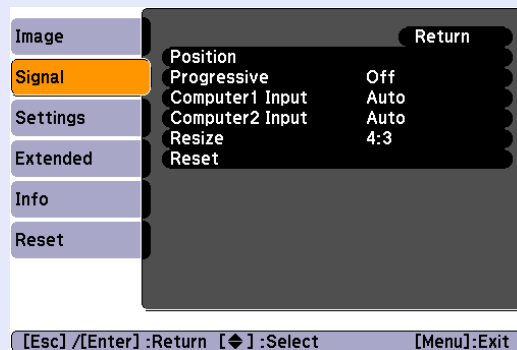 Image
Signal
Settings
Extended
Info
Reset
Return
Position
Progressive Off
Computer1 Input Auto
Computer2 Input Auto
Resize 4:3
Reset
[Esc] /[Enter] :Return [◆] :Select [Menu]:Exit